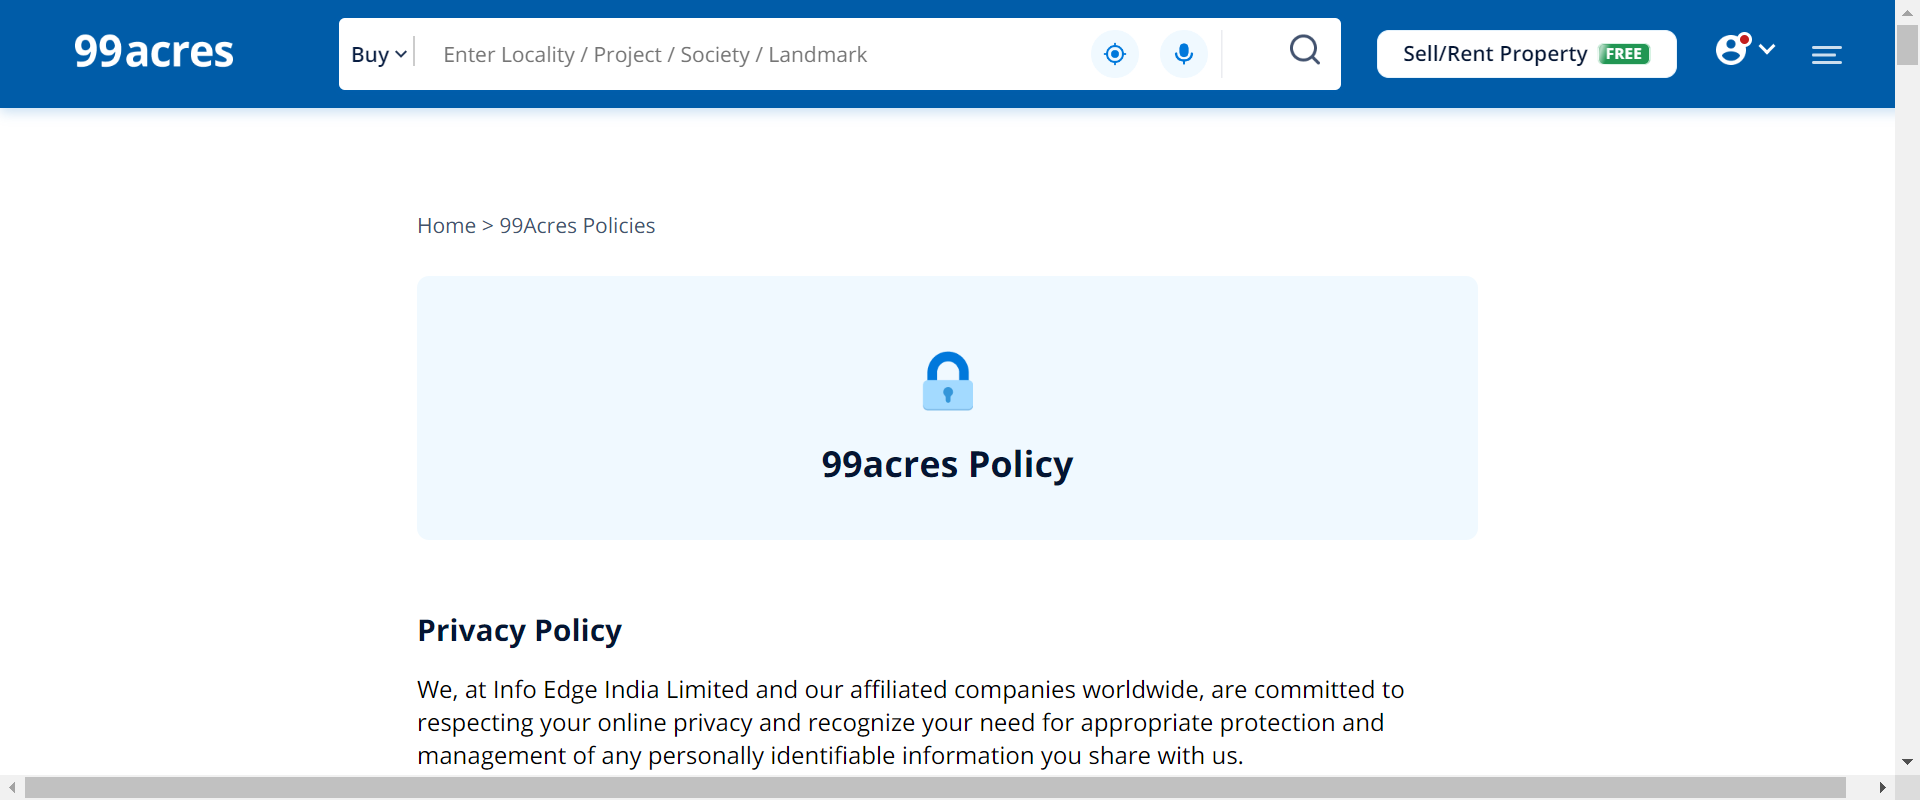 99acres
Buy
Enter Locality / Project / Society / Landmark
Sell/Rent Property FREE
Home > 99Acres Policies
99acres Policy
Privacy Policy
We, at Info Edge India Limited and our affiliated companies worldwide, are committed to
respecting your online privacy and recognize your need for appropriate protection and
management of any personally identifiable information you share with us.